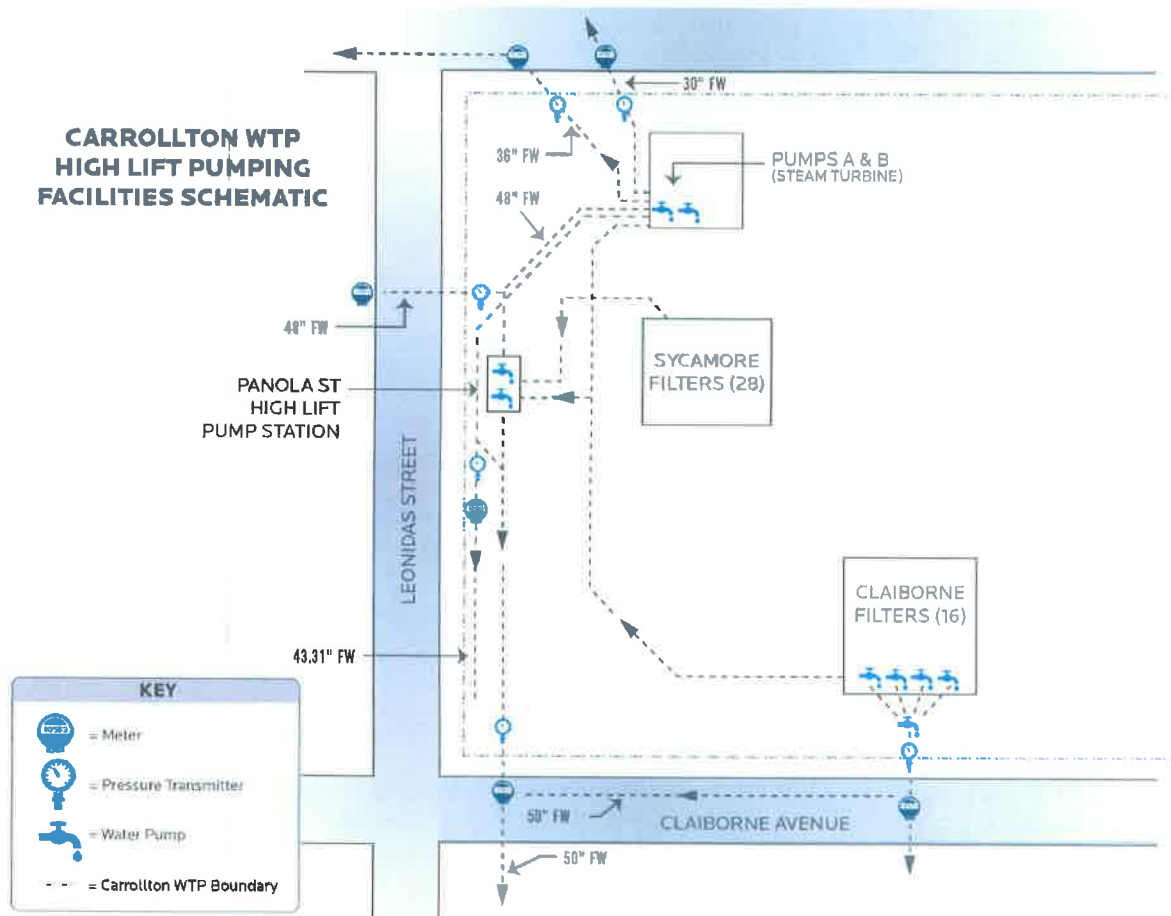 CARROLLTON WTP
HIGH LIFT PUMPING
FACILITIES SCHEMATIC
30" FW
36" FW
48" FW
PUMPS A & B
(STEAM TURBINE)
48" FW
SYCAMORE
FILTERS (28)
PANOLA ST
HIGH LIFT
PUMP STATION
LEONIDAS STREET
CLAIBORNE
FILTERS (16)
43.31" FW
KEY
= Meter
= Pressure Transmitter
= Water Pump
= Carrollton WTP Boundary
50" FW
CLAIBORNE AVENUE
50" FW